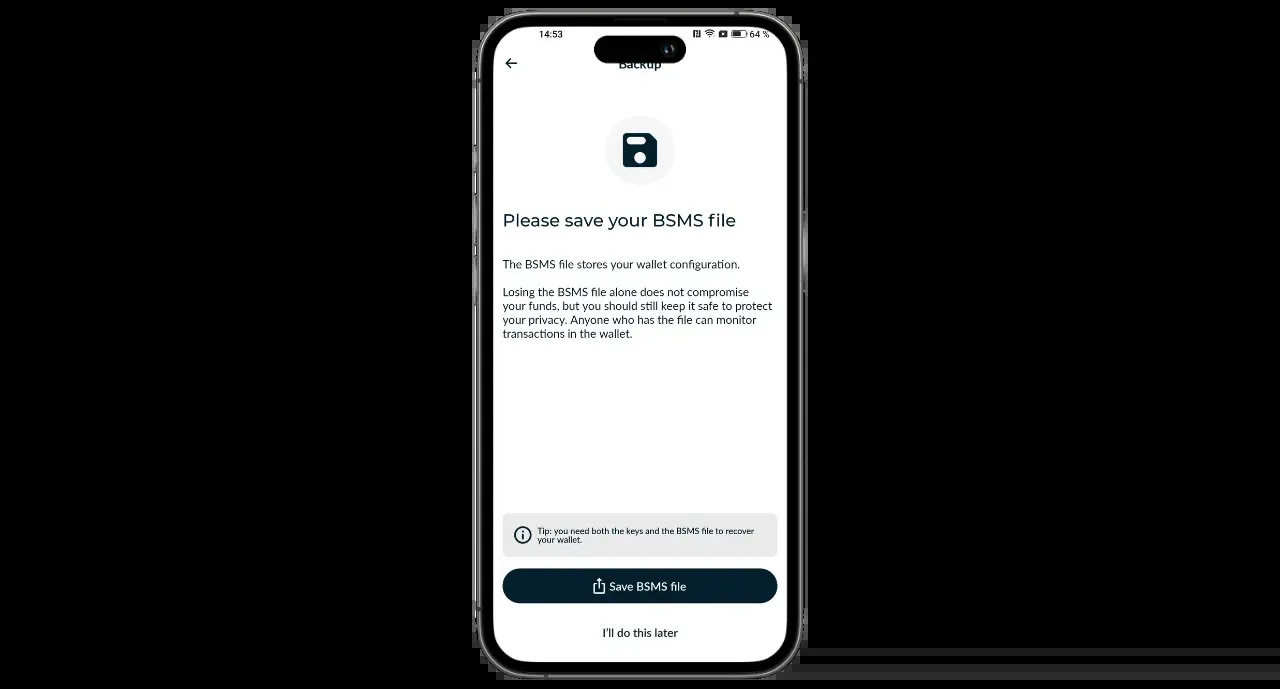 14:53
64 %
Backup
Please save your BSMS file
The BSMS file stores your wallet configuration.
Losing the BSMS file alone does not compromise
your funds, but you should still keep it safe to protect
your privacy. Anyone who has the file can monitor
transactions in the wallet.
Tip: you need both the keys and the BSMS file to recover
your wallet.
Save BSMS file
I'll do this later